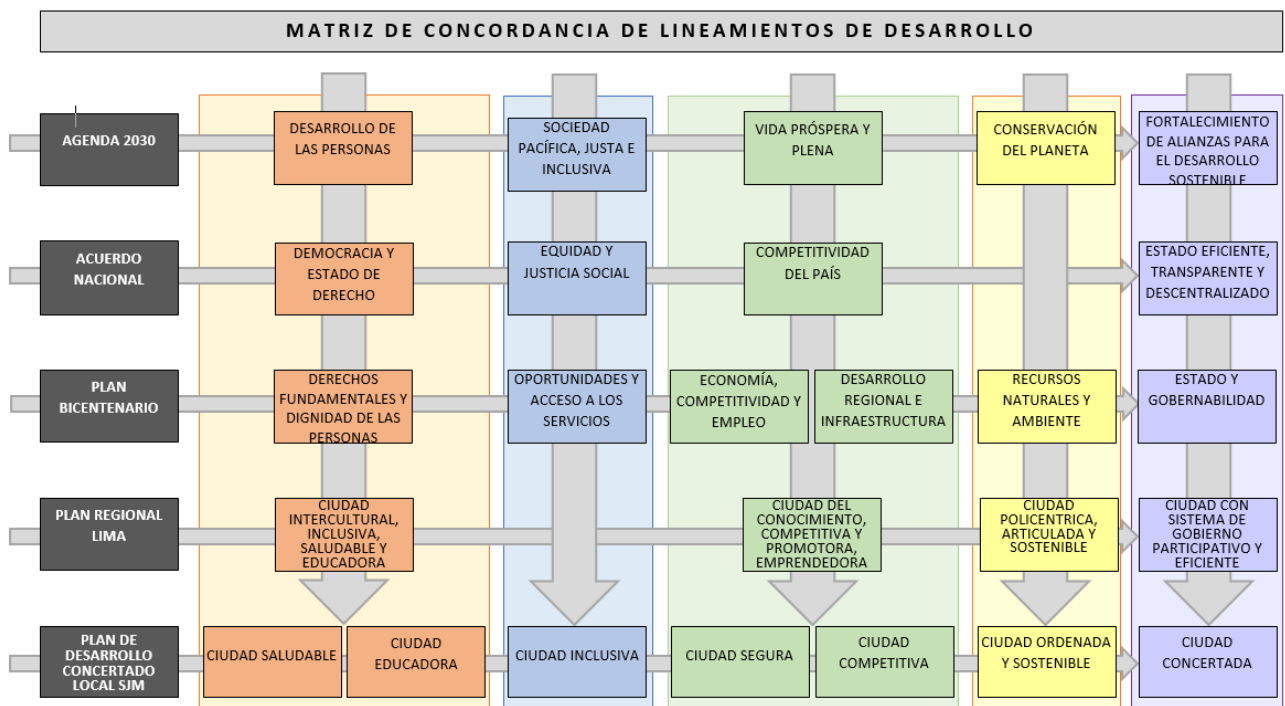 MATRIZ DE CONCORDANCIA DE LINEAMIENTOS DE DESARROLLO
AGENDA 2030
DESARROLLO DE
LAS PERSONAS
SOCIEDAD
PACÍFICA, JUSTA E
INCLUSIVA
VIDA PRÓSPERA Y
PLENA
CONSERVACIÓN
DEL PLANETA
FORTALECIMIENTO
DE ALIANZAS PARA
EL DESARROLLO
SOSTENIBLE
ACUERDO
NACIONAL
DEMOCRACIA Y
ESTADO DE
DERECHO
EQUIDAD Y
JUSTICIA SOCIAL
COMPETITIVIDAD
DEL PAÍS
ESTADO EFICIENTE,
TRANSPARENTE Y
DESCENTRALIZADO
PLAN
BICENTENARIO
DERECHOS
FUNDAMENTALES Y
DIGNIDAD DE LAS
PERSONAS
OPORTUNIDADES Y
ACCESO A LOS
SERVICIOS
ECONOMÍA,
COMPETITIVIDAD Y
EMPLEO
DESARROLLO
REGIONAL E
INFRAESTRUCTURA
RECURSOS
NATURALES Y
AMBIENTE
ESTADO Y
GOBERNABILIDAD
PLAN REGIONAL
LIMA
CIUDAD
INTERCULTURAL,
INCLUSIVA,
SALUDABLE Y
EDUCADORA
CIUDAD DEL
CONOCIMIENTO,
COMPETITIVA Y
PROMOTORA,
EMPRENDEDORA
CIUDAD
POLICENTRICA,
ARTICULADA Y
SOSTENIBLE
CIUDAD CON
SISTEMA DE
GOBIERNO
PARTICIPATIVO Y
EFICIENTE
PLAN DE
DESARROLLO
CONCERTADO
LOCAL SJM
CIUDAD SALUDABLE
CIUDAD
EDUCADORA
CIUDAD INCLUSIVA
CIUDAD SEGURA
CIUDAD
COMPETITIVA
CIUDAD ORDENADA
Y SOSTENIBLE
CIUDAD
CONCERTADA